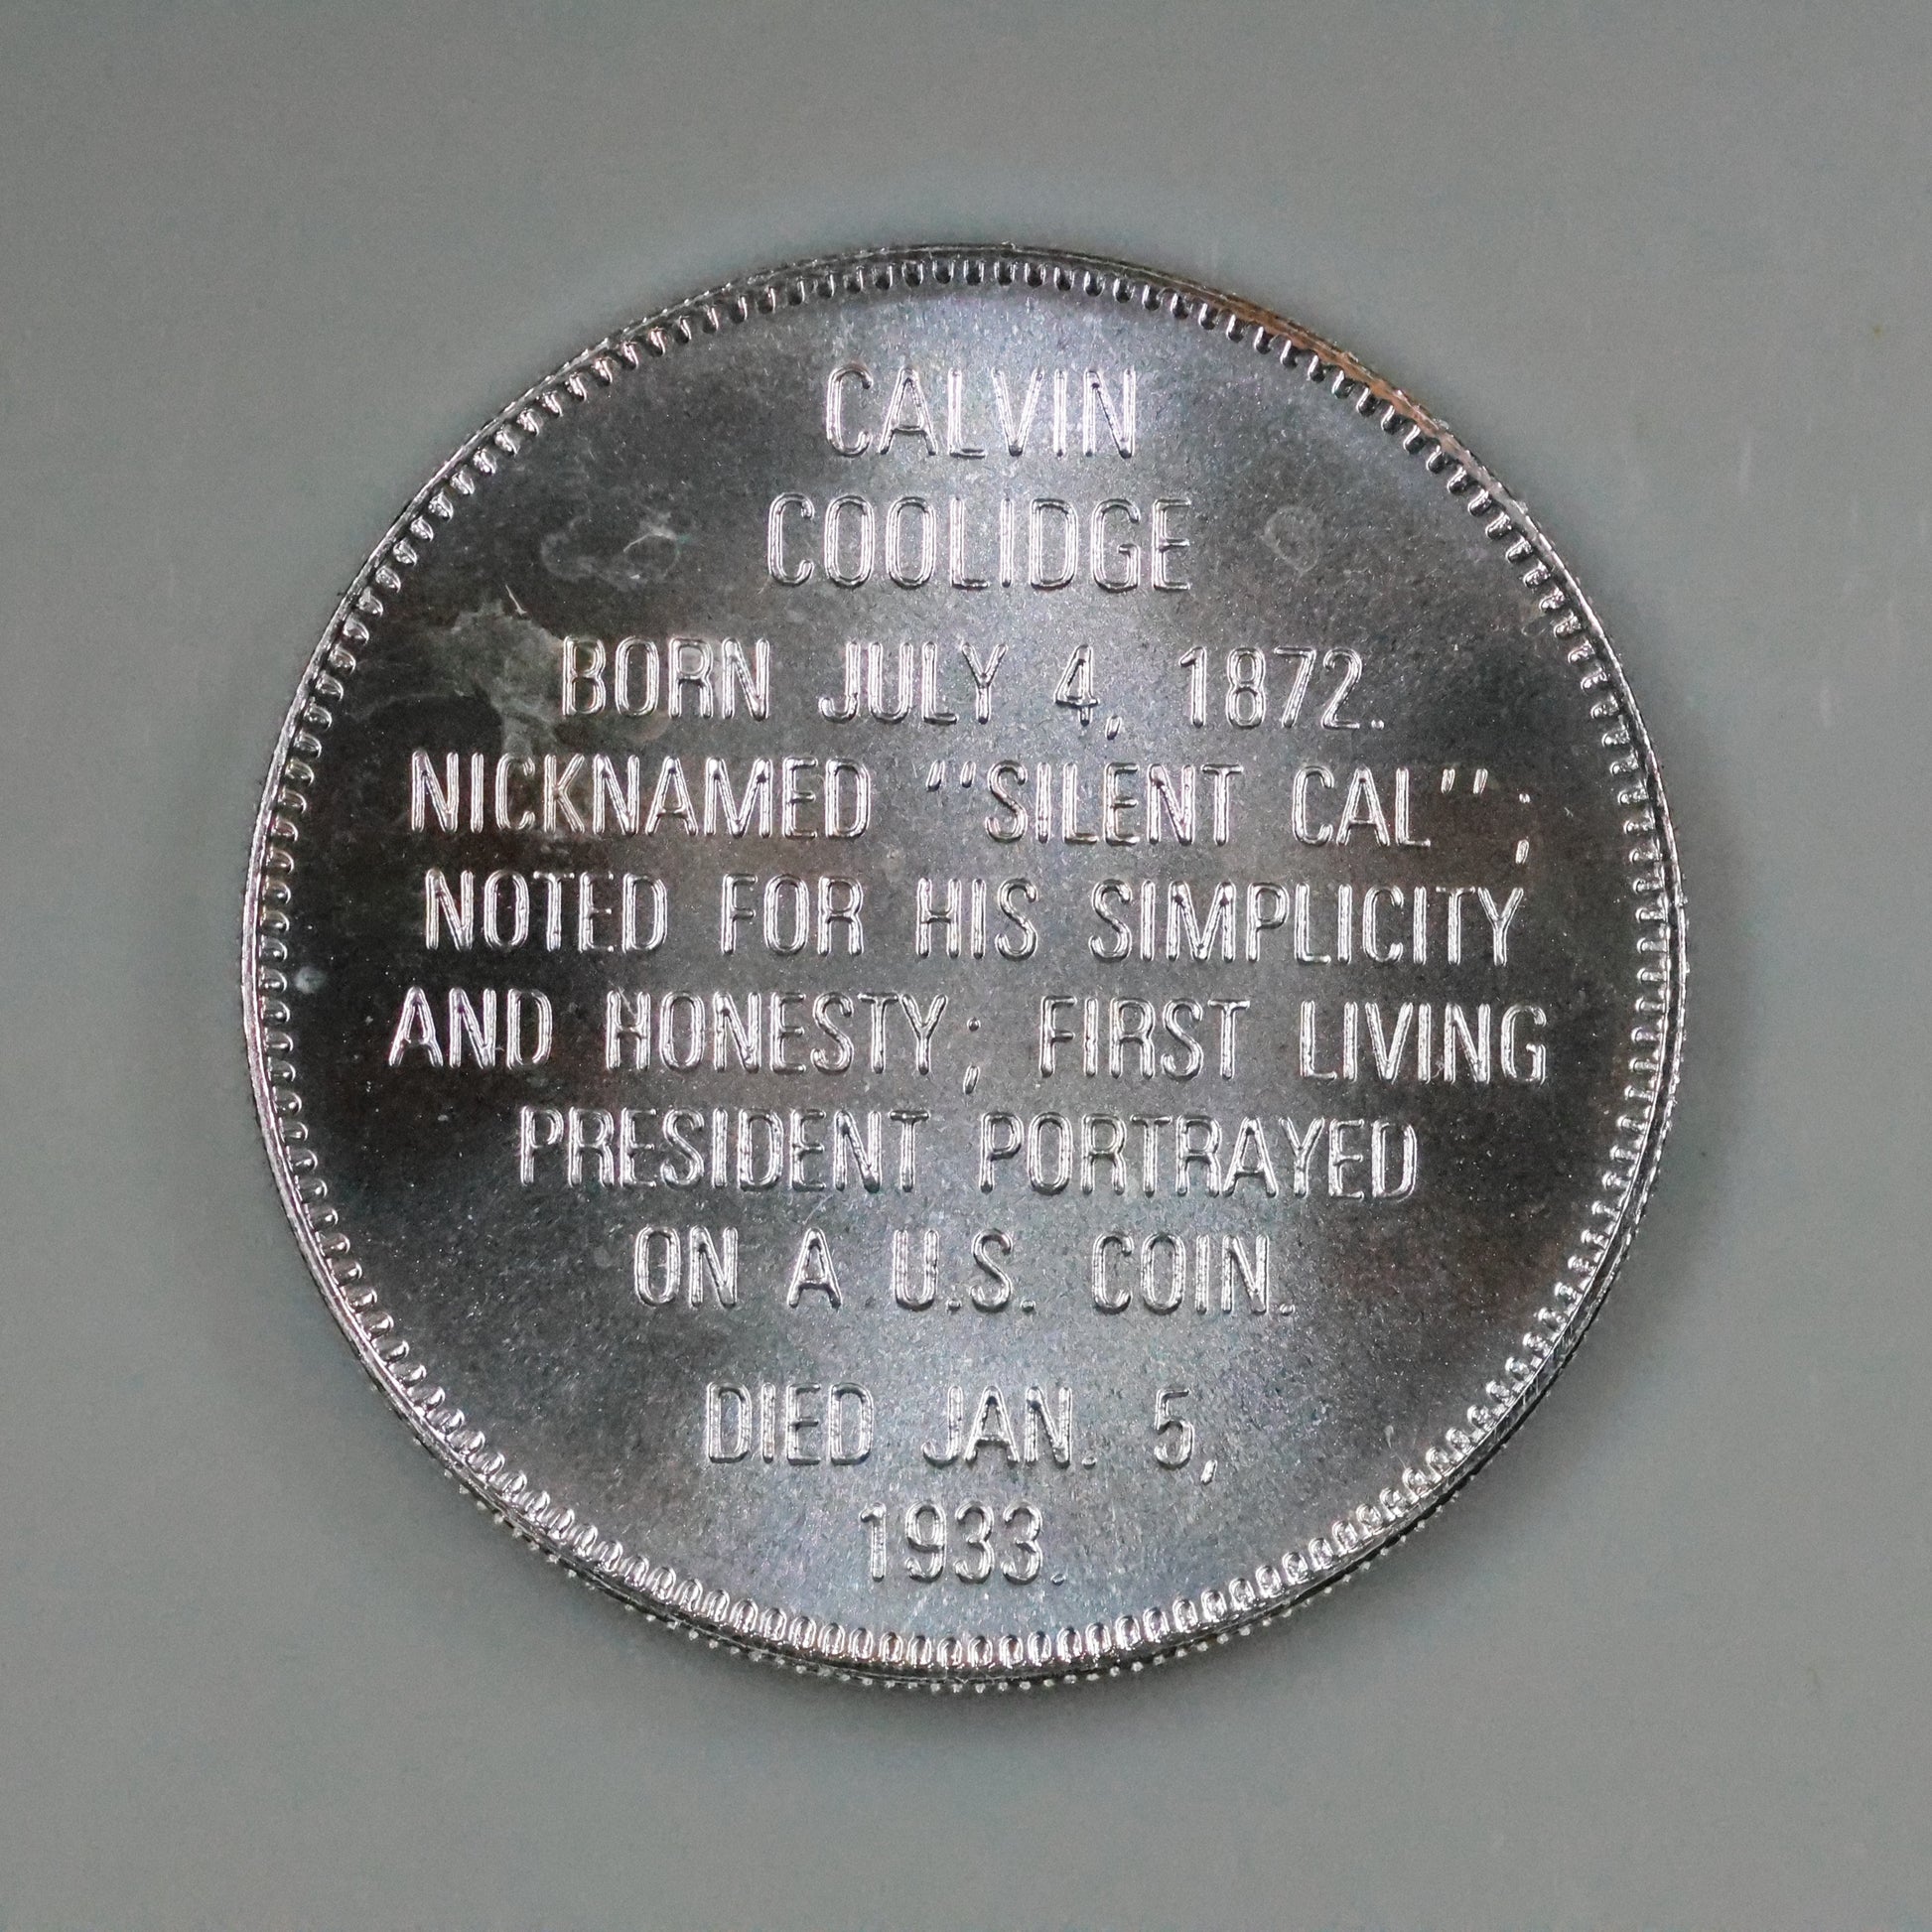 CALVIN
COOLIDGE
BORN JULY 4, 1872.
NICKNAMED "SILENT CAL";
NOTED FOR HIS SIMPLICITY
AND HONESTY; FIRST LIVING
PRESIDENT PORTRAYED
ON A U.S. COIN.
DIED JAN. 5,
1933.